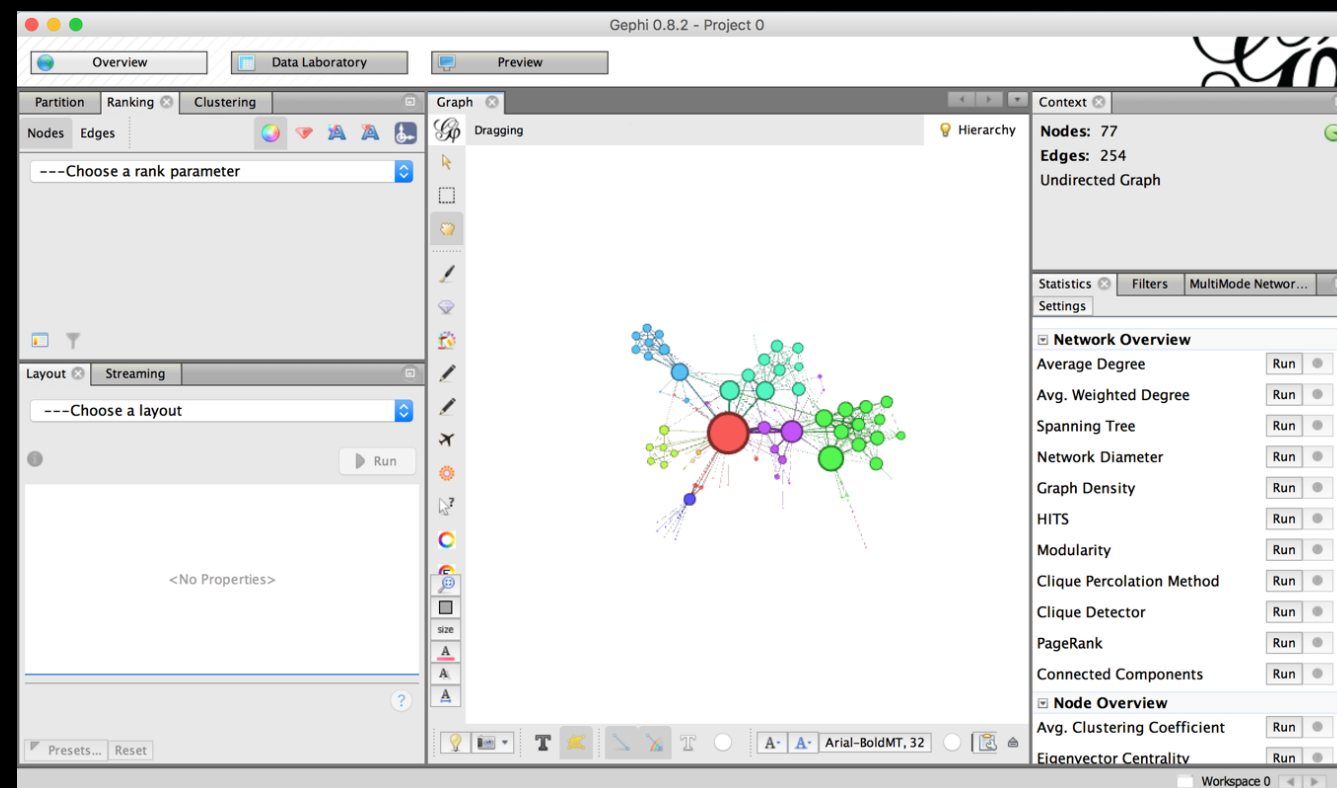 Gephi 0.8.2 - Project 0
Overview
Data Laboratory
Preview
Partition
Ranking
Clustering
Nodes
Edges
---Choose a rank parameter
Layout
Streaming
---Choose a layout
Run
<No Properties>
?
Presets...
Reset
Graph
Dragging
Hierarchy
size
A
A
A
T
T
A-
A-
Arial-BoldMT, 32
Context
Nodes: 77
Edges: 254
Undirected Graph
Statistics
Filters
MultiMode Networ...
Settings
Network Overview
Average Degree Run
Avg. Weighted Degree Run
Spanning Tree Run
Network Diameter Run
Graph Density Run
HITS Run
Modularity Run
Clique Percolation Method Run
Clique Detector Run
PageRank Run
Connected Components Run
Node Overview
Avg. Clustering Coefficient Run
Eigenvector Centrality Run
Workspace 0